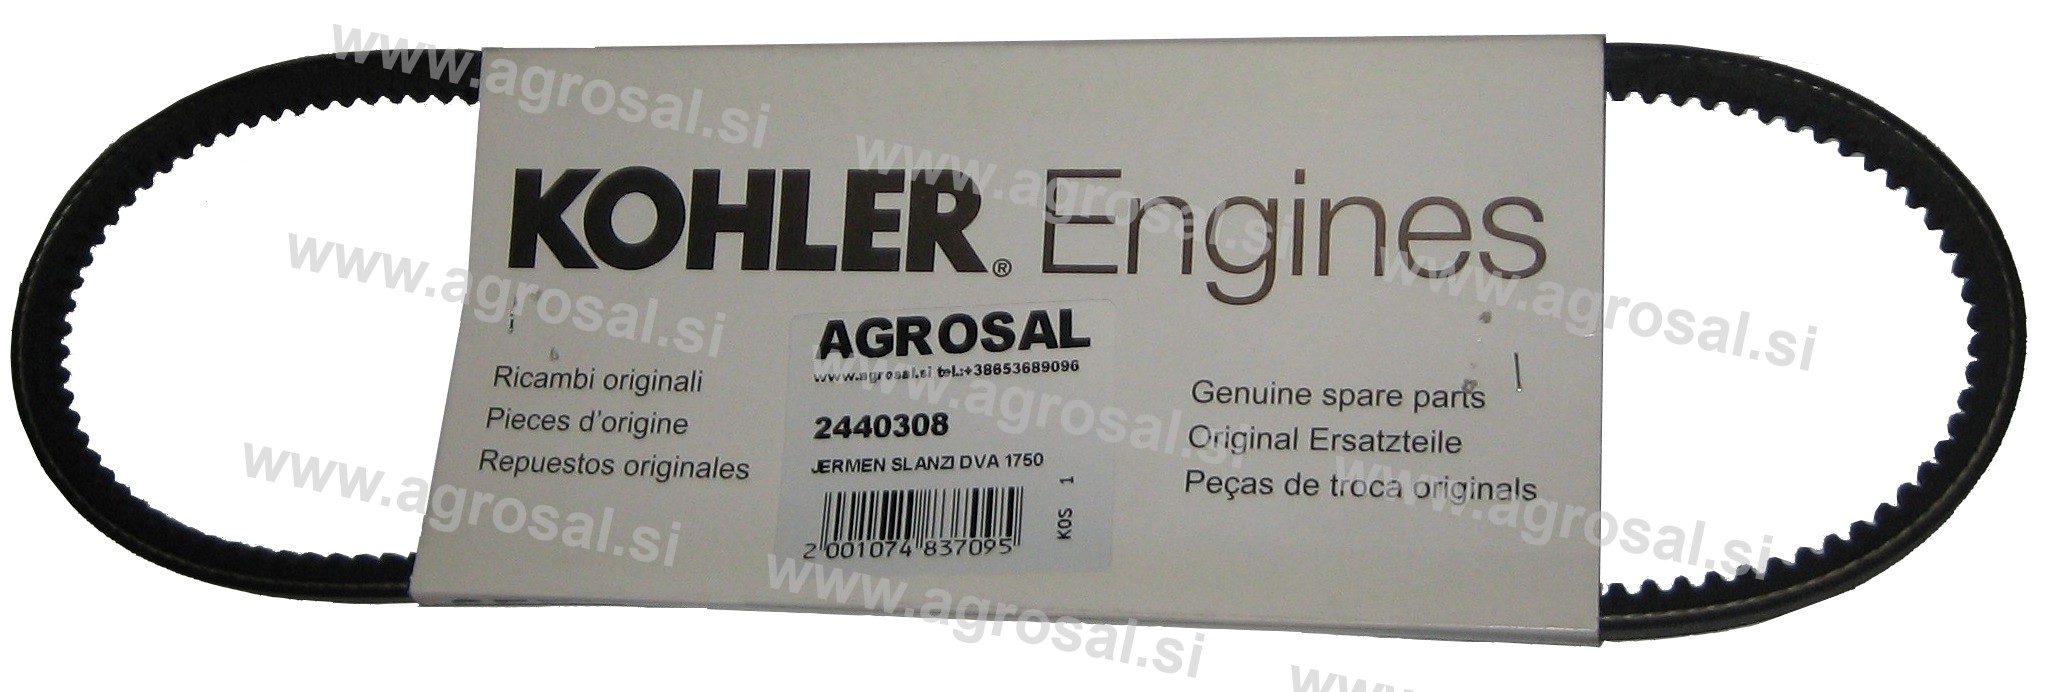 KOHLER® Engines
AGROSAL
www.agrosal.si tel.:+38653689096
2440308
JERMEN SLANZI DVA 1750
KOS 1
2 001074 837095
Ricambi originali
Pieces d'origine
Repuestos originales
Genuine spare parts
Original Ersatzteile
Peças de troca originals
www.agrosal.si
www.agrosal.si
www.agrosal.si
www.agrosal.si
www.agrosal.si
www.agrosal.si
www.agrosal.si
www.agrosal.si
www.agrosal.si
www.agrosal.si